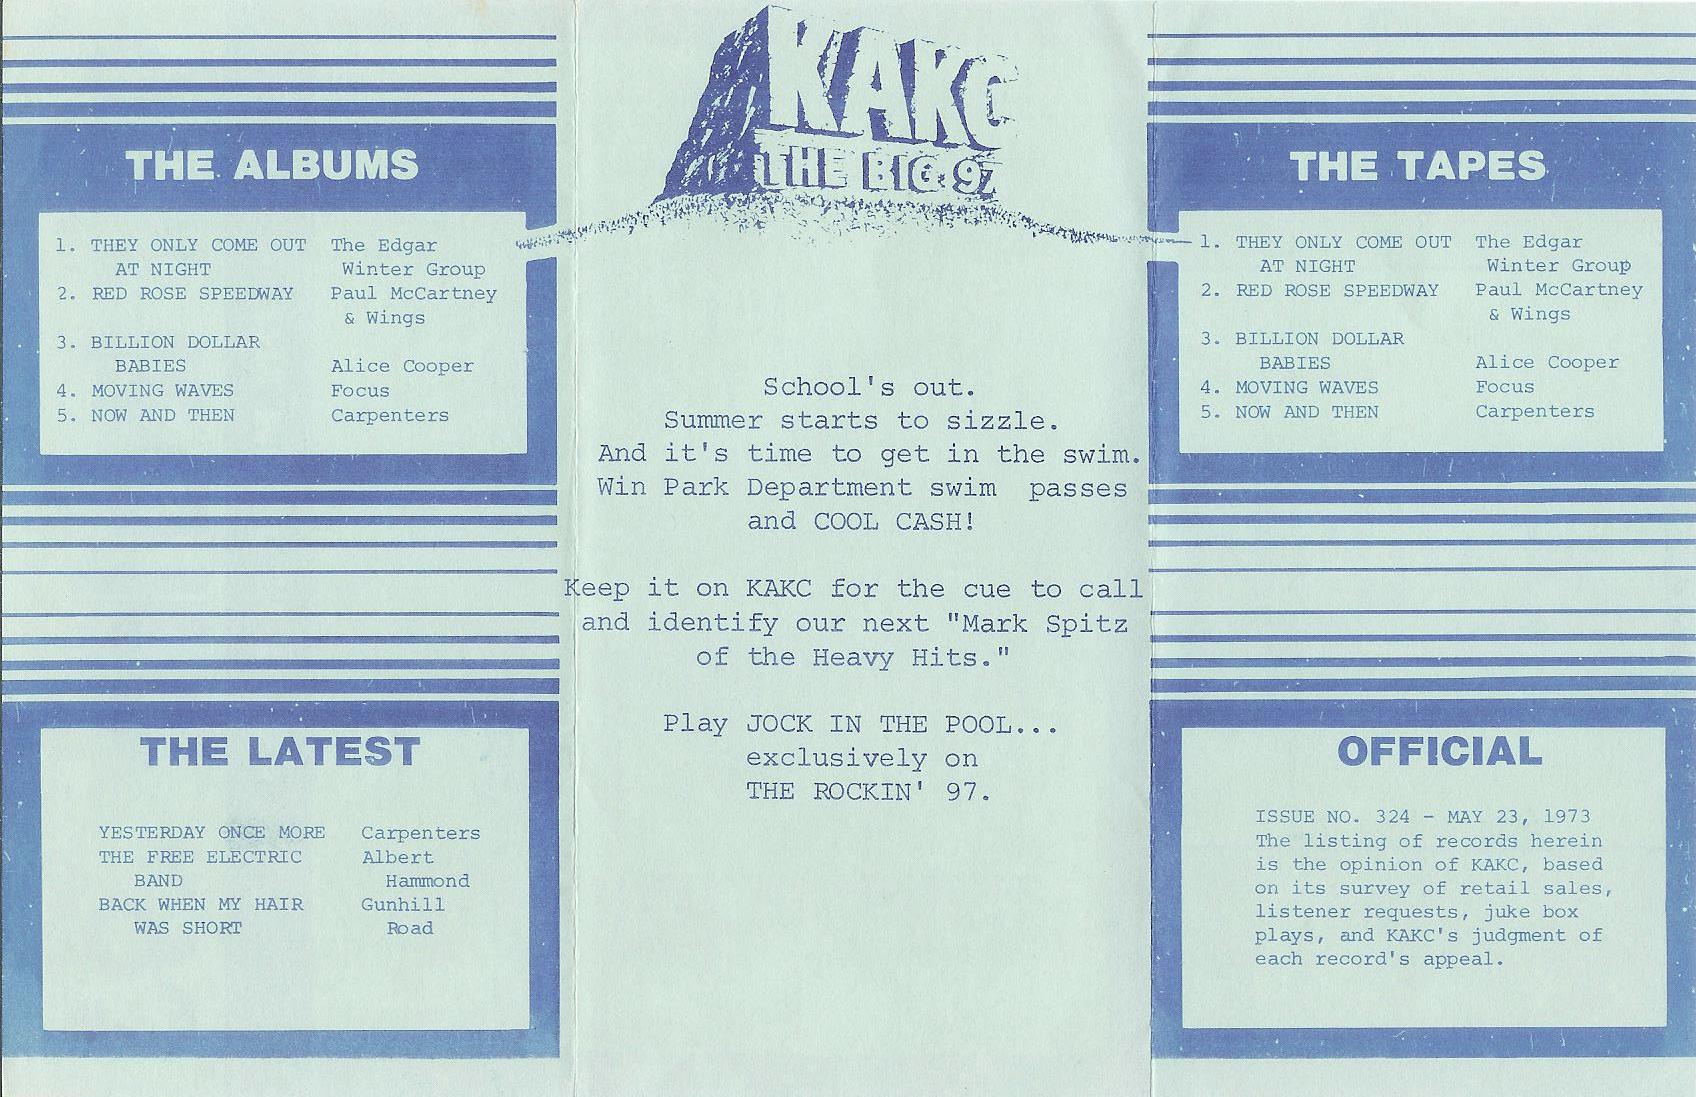 THE ALBUMS
1. THEY ONLY COME OUT The Edgar
AT NIGHT Winter Group
2. RED ROSE SPEEDWAY Paul McCartney
& Wings
3. BILLION DOLLAR
BABIES Alice Cooper
4. MOVING WAVES Focus
5. NOW AND THEN Carpenters
THE LATEST
YESTERDAY ONCE MORE Carpenters
THE FREE ELECTRIC Albert
BAND Hammond
BACK WHEN MY HAIR Gunhill
WAS SHORT Road
KAKC
THE BIG 97
School's out.
Summer starts to sizzle.
And it's time to get in the swim.
Win Park Department swim passes
and COOL CASH!
Keep it on KAKC for the cue to call
and identify our next "Mark Spitz
of the Heavy Hits."
Play JOCK IN THE POOL...
exclusively on
THE ROCKIN' 97.
THE TAPES
1. THEY ONLY COME OUT The Edgar
AT NIGHT Winter Group
2. RED ROSE SPEEDWAY Paul McCartney
& Wings
3. BILLION DOLLAR
BABIES Alice Cooper
4. MOVING WAVES Focus
5. NOW AND THEN Carpenters
OFFICIAL
ISSUE NO. 324 - MAY 23, 1973
The listing of records herein
is the opinion of KAKC, based
on its survey of retail sales,
listener requests, juke box
plays, and KAKC's judgment of
each record's appeal.